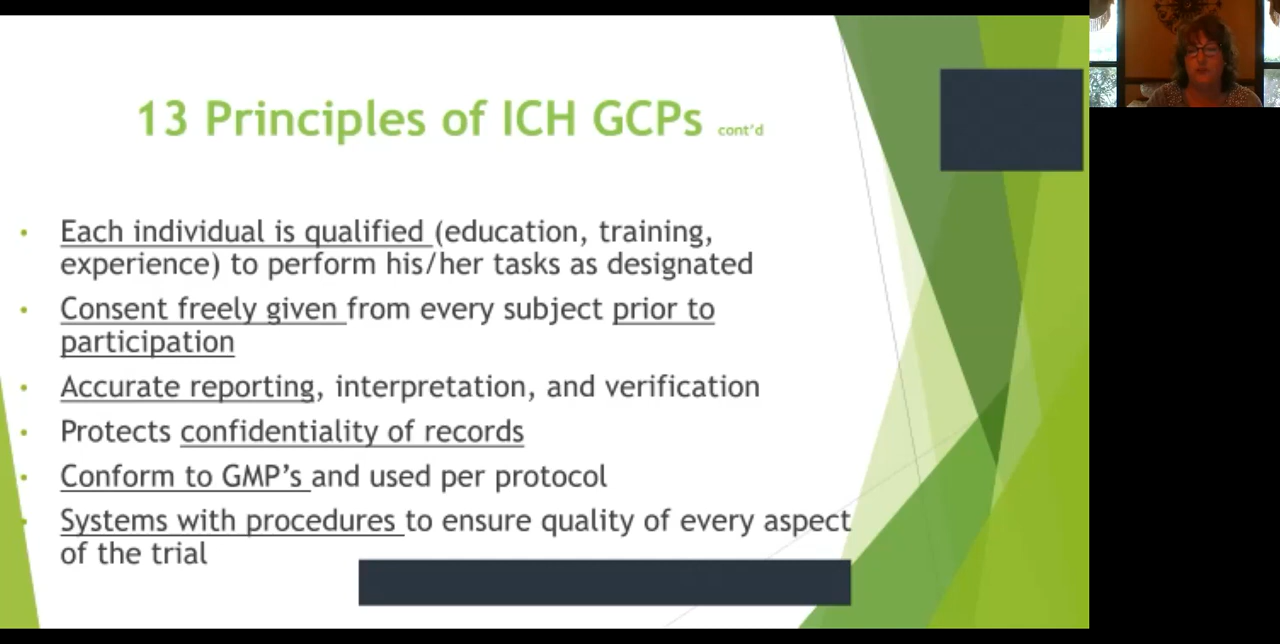 13 Principles of ICH GCPs cont'd
• Each individual is qualified (education, training,
experience) to perform his/her tasks as designated
• Consent freely given from every subject prior to
participation
• Accurate reporting, interpretation, and verification
• Protects confidentiality of records
• Conform to GMP's and used per protocol
• Systems with procedures to ensure quality of every aspect
of the trial